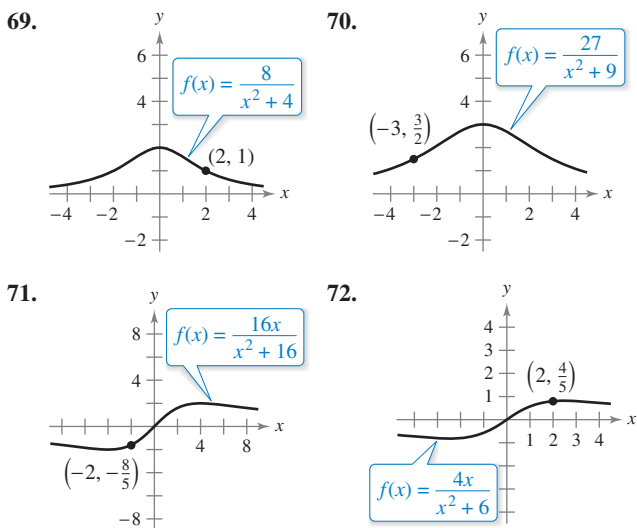 69.
y
6
4
−2
−4 −2 2 4
x
f(x) = 8/(x² + 4)
(2, 1)
70.
y
6
4
−2
−4 −2 2 4
x
f(x) = 27/(x² + 9)
(−3, 3/2)
71.
y
8
4
−8
4 8
x
f(x) = 16x/(x² + 16)
(−2, −8/5)
72.
y
4
3
2
1
1 2 3 4
x
(2, 4/5)
f(x) = 4x/(x² + 6)